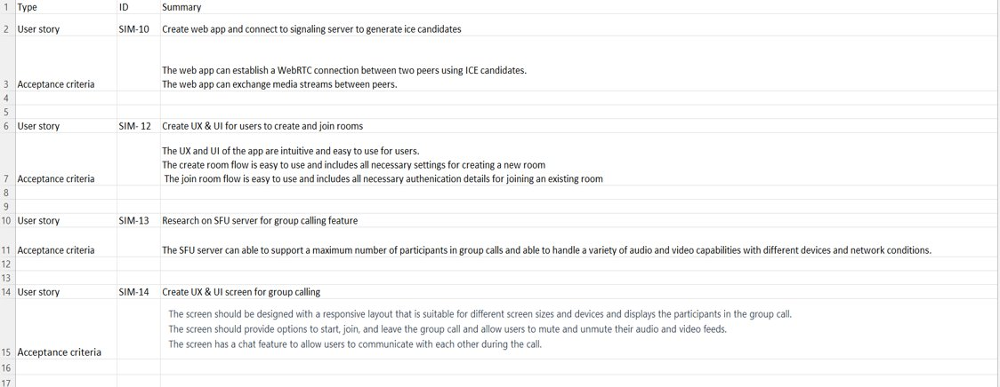 1 Type ID Summary
2 User story SIM-10 Create web app and connect to signaling server to generate ice candidates
The web app can establish a WebRTC connection between two peers using ICE candidates.
3 Acceptance criteria The web app can exchange media streams between peers.
4
5
6 User story SIM- 12 Create UX & UI for users to create and join rooms
The UX and UI of the app are intuitive and easy to use for users.
The create room flow is easy to use and includes all necessary settings for creating a new room
7 Acceptance criteria The join room flow is easy to use and includes all necessary authenication details for joining an existing room
8
9
10 User story SIM-13 Research on SFU server for group calling feature
11 Acceptance criteria The SFU server can able to support a maximum number of participants in group calls and able to handle a variety of audio and video capabilities with different devices and network conditions.
12
13
14 User story SIM-14 Create UX & UI screen for group calling
The screen should be designed with a responsive layout that is suitable for different screen sizes and devices and displays the participants in the group call.
The screen should provide options to start, join, and leave the group call and allow users to mute and unmute their audio and video feeds.
The screen has a chat feature to allow users to communicate with each other during the call.
15 Acceptance criteria
16
17